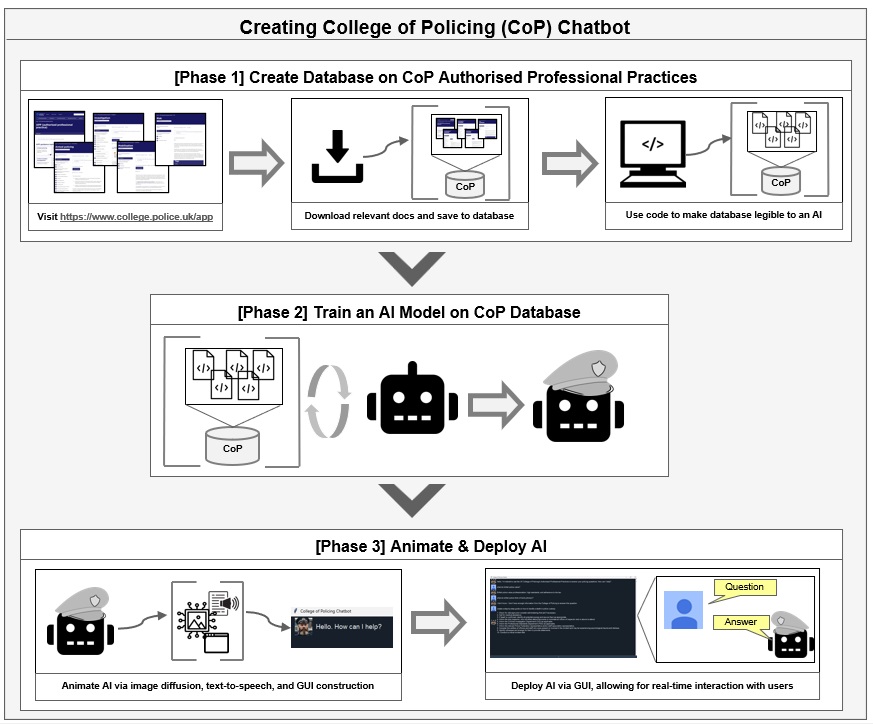 Creating College of Policing (CoP) Chatbot
[Phase 1] Create Database on CoP Authorised Professional Practices
</>
CoP
CoP
Visit https://www.college.police.uk/app
Download relevant docs and save to database
Use code to make database legible to an AI
[Phase 2] Train an AI Model on CoP Database
</> </> </>
</> </>
CoP
[Phase 3] Animate & Deploy AI
College of Policing Chatbot
Hello. How can I help?
Question
Answer
Animate AI via image diffusion, text-to-speech, and GUI construction
Deploy AI via GUI, allowing for real-time interaction with users